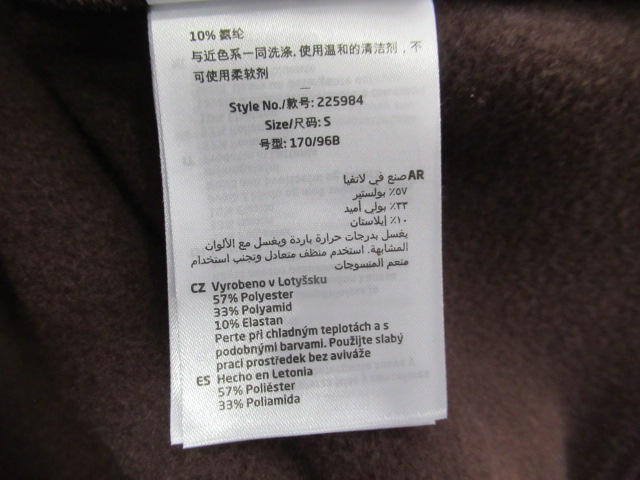 10% 氨纶
与近色系一同洗涤, 使用温和的清洁剂，不
可使用柔软剂
Style No./款号: 225984
Size/尺码: S
号型: 170/96B
AR صنع في لاتفيا
٥٧٪ بولستير
٣٣٪ بولي أميد
١٠٪ إيلاستان
يغسل بدرجات حرارة باردة ويغسل مع الألوان
المشابهة. استخدم منظف متعادل وتجنب استخدام
منعم المنسوجات
CZ Vyrobeno v Lotyšsku
57% Polyester
33% Polyamid
10% Elastan
Perte při chladným teplotách a s
podobnými barvami. Použijte slabý
prací prostředek bez aviváže
ES Hecho en Letonia
57% Poliéster
33% Poliamida